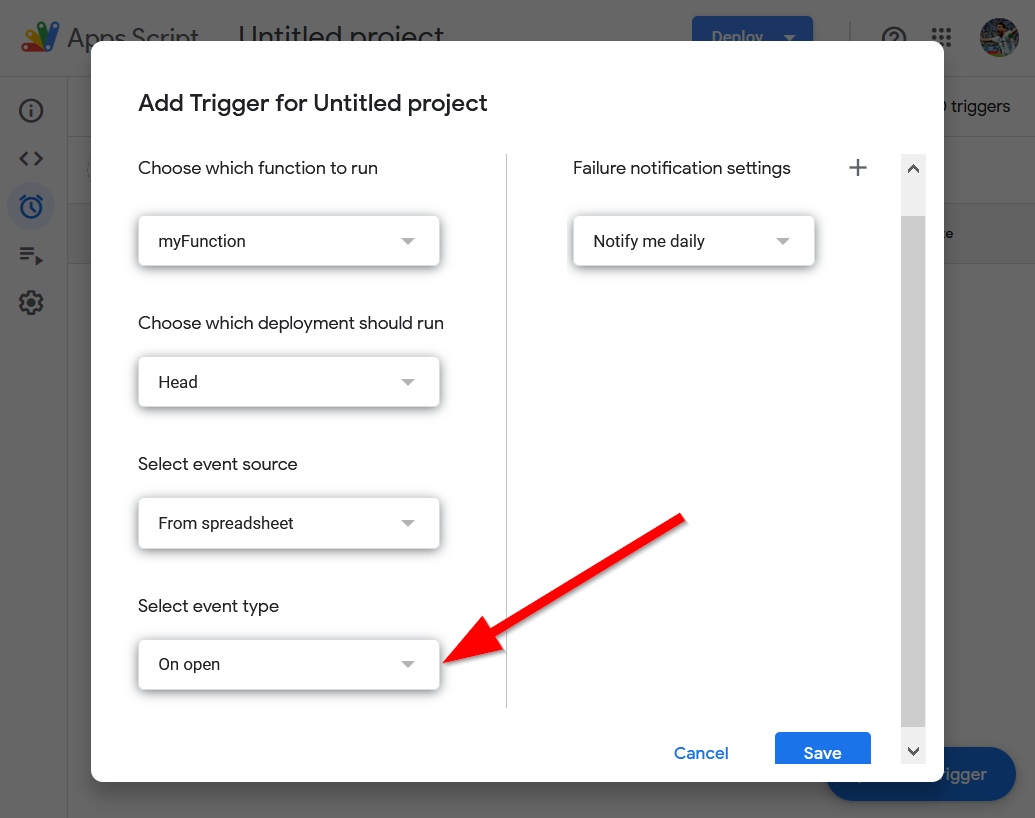 Apps Script Untitled project
Deploy
Add Trigger for Untitled project
triggers
Choose which function to run
Failure notification settings
myFunction
Notify me daily
Choose which deployment should run
Head
Select event source
From spreadsheet
Select event type
On open
Cancel
Save